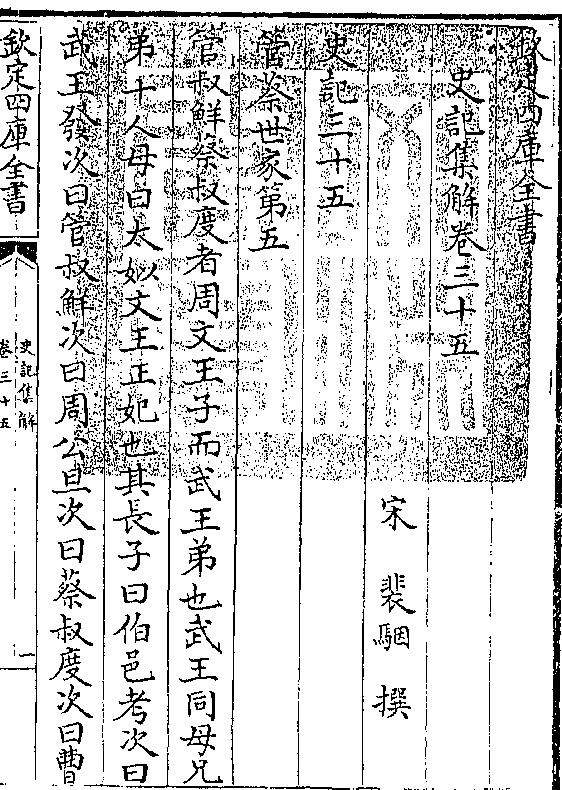 欽定四庫全書
史記集解卷三十五
宋 裴駰 撰
史記三十五
管蔡世家第五
管叔鮮蔡叔度者周文王子而武王弟也武王同母兄
弟十人母曰太姒文王正妃也其長子曰伯邑考次曰
武王發次曰管叔鮮次曰周公旦次曰蔡叔度次曰曹
欽定四庫全書
史記集解
卷三十五
一